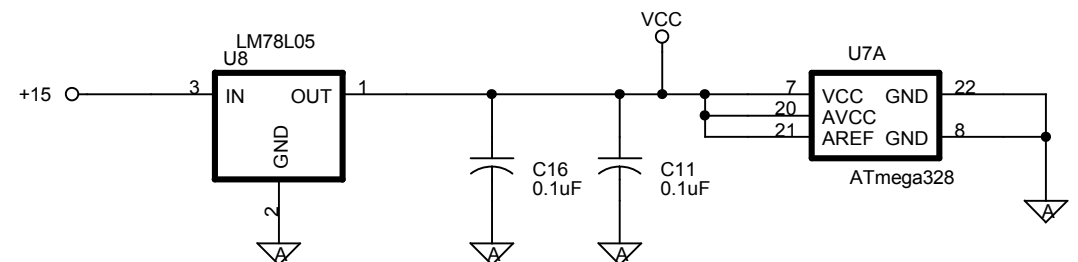 VCC
LM78L05
U8
U7A
+15
3
IN
OUT
1
7
VCC
GND
22
20
AVCC
21
AREF
GND
8
GND
2
C16
0.1uF
C11
0.1uF
ATmega328
A
A
A
A